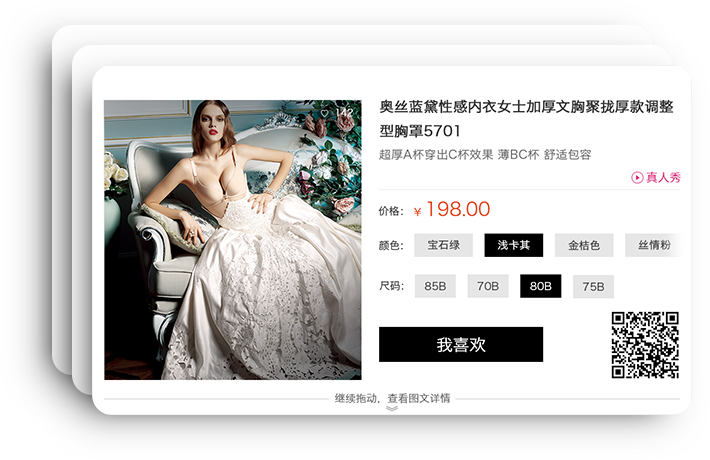 奥丝蓝黛性感内衣女士加厚文胸聚拢厚款调整
型胸罩5701
超厚A杯穿出C杯效果 薄BC杯 舒适包容
真人秀
价格： ¥ 198.00
颜色： 宝石绿 浅卡其 金桔色 丝情粉
尺码： 85B 70B 80B 75B
我喜欢
继续拖动，查看图文详情